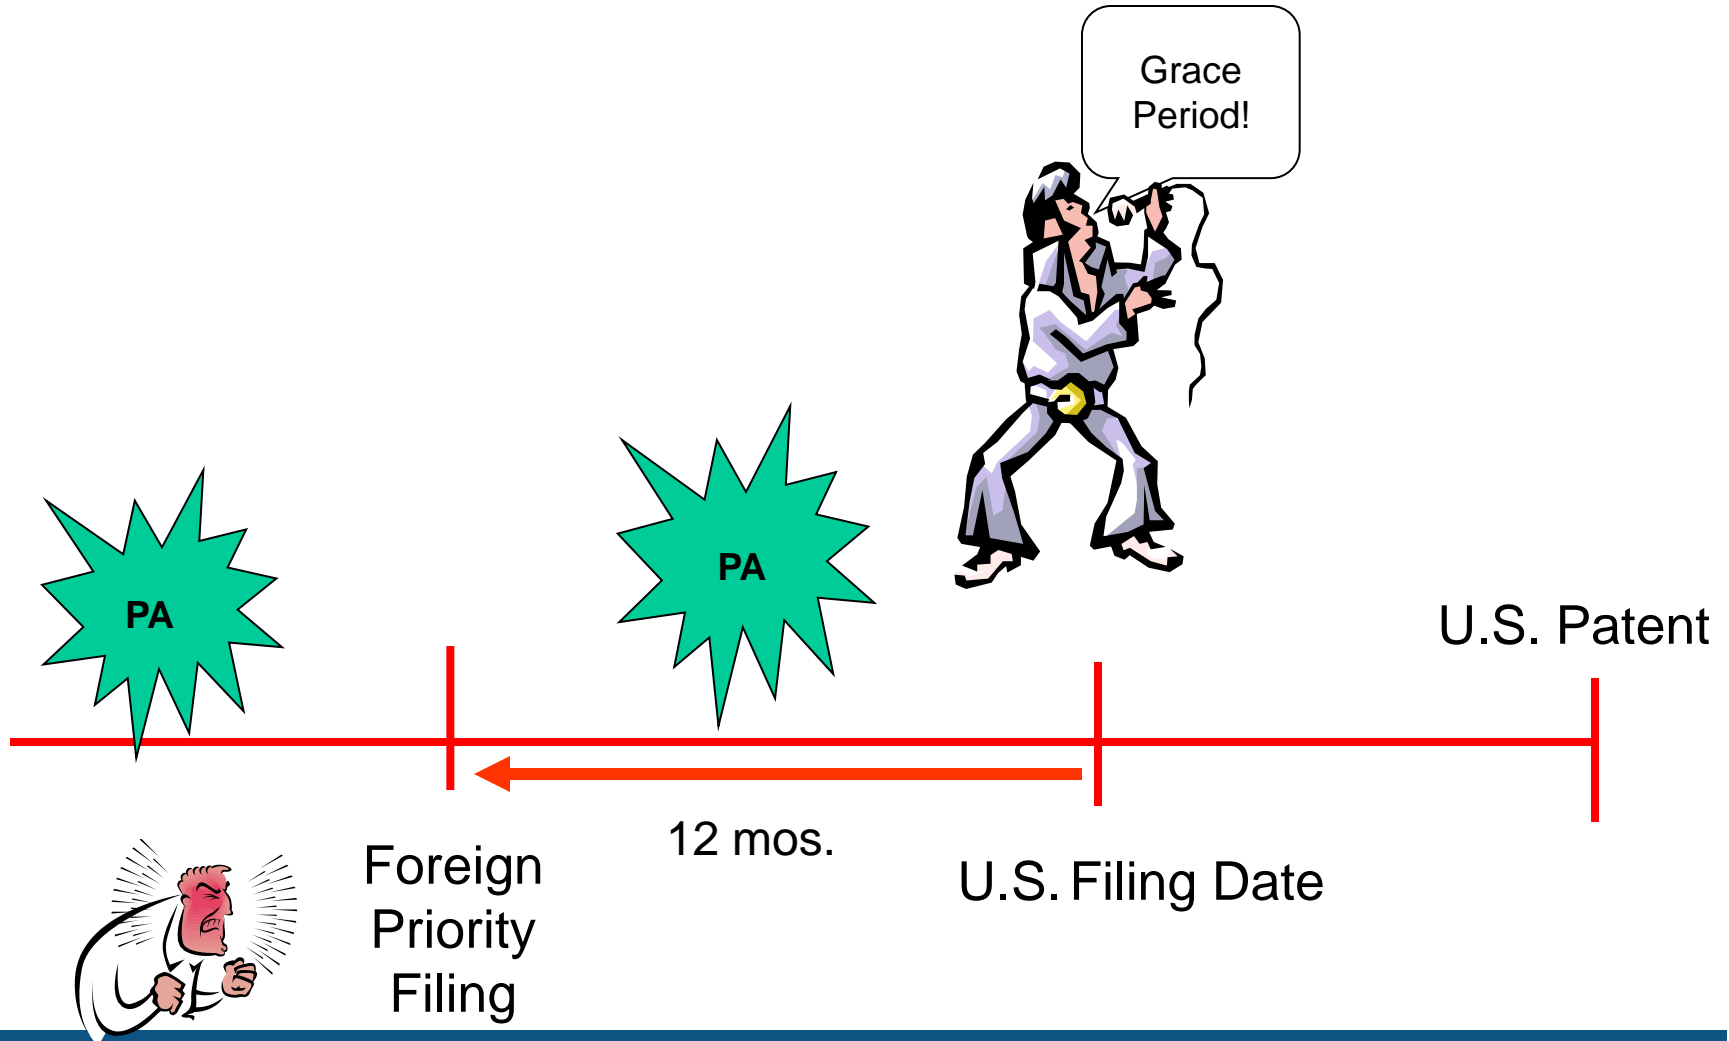 Grace
Period!
PA
PA
U.S. Patent
12 mos.
Foreign
Priority
Filing
U.S. Filing Date